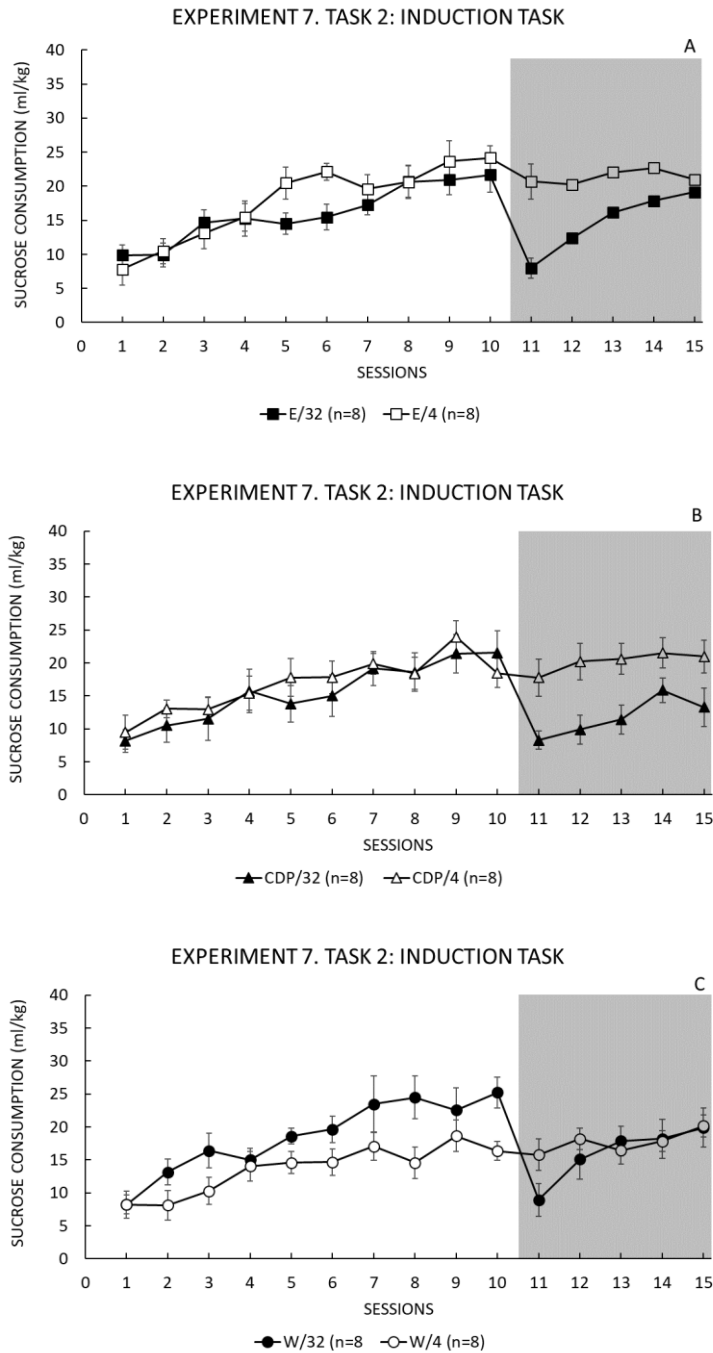 EXPERIMENT 7. TASK 2: INDUCTION TASK
A
SUCROSE CONSUMPTION (ml/kg)
40
35
30
25
20
15
10
5
0
0 1 2 3 4 5 6 7 8 9 10 11 12 13 14 15
SESSIONS
E/32 (n=8) E/4 (n=8)
EXPERIMENT 7. TASK 2: INDUCTION TASK
B
SUCROSE CONSUMPTION (ml/kg)
40
35
30
25
20
15
10
5
0
0 1 2 3 4 5 6 7 8 9 10 11 12 13 14 15
SESSIONS
CDP/32 (n=8) CDP/4 (n=8)
EXPERIMENT 7. TASK 2: INDUCTION TASK
C
SUCROSE CONSUMPTION (ml/kg)
40
35
30
25
20
15
10
5
0
0 1 2 3 4 5 6 7 8 9 10 11 12 13 14 15
SESSIONS
W/32 (n=8 W/4 (n=8)